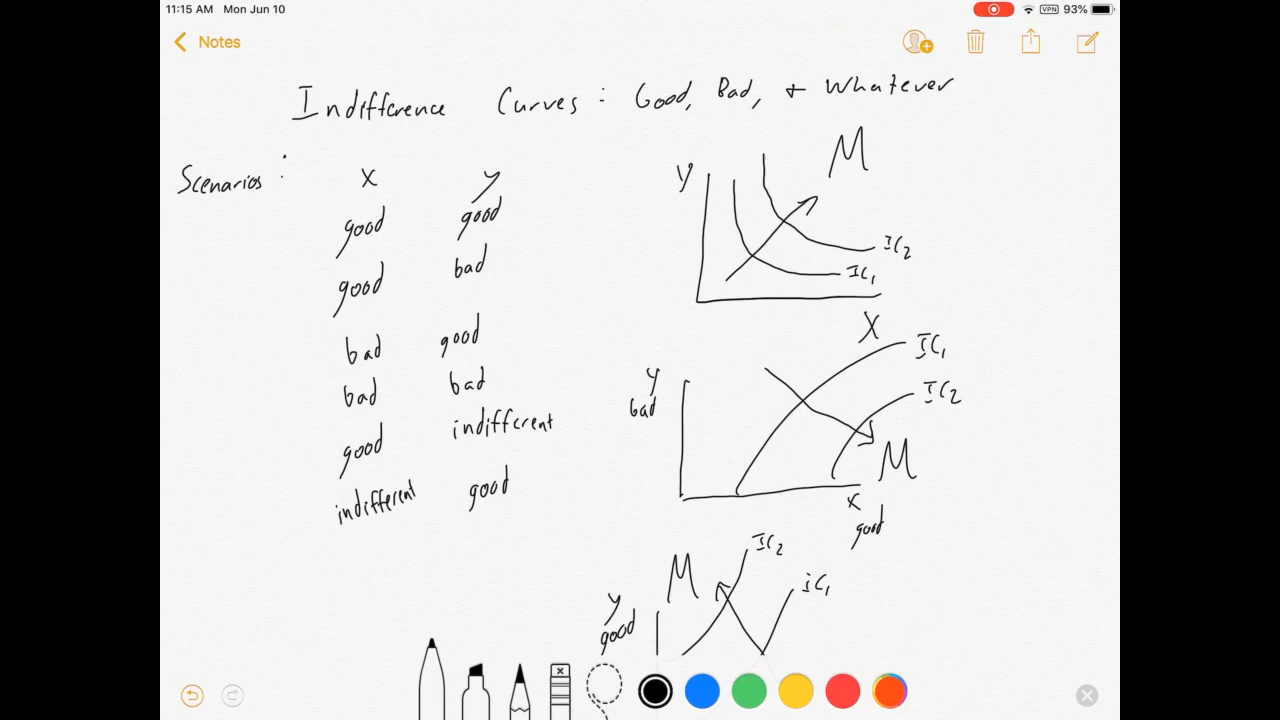 11:15 AM Mon Jun 10
VPN 93%
Notes
Indifference Curves: Good, Bad, + Whatever
Scenarios:
X y
good good
good bad
bad good
bad bad
good indifferent
indifferent good
y
M
IC2
IC1
X
y
bad
IC1
IC2
M
x
good
M
IC2
iC1
y
good